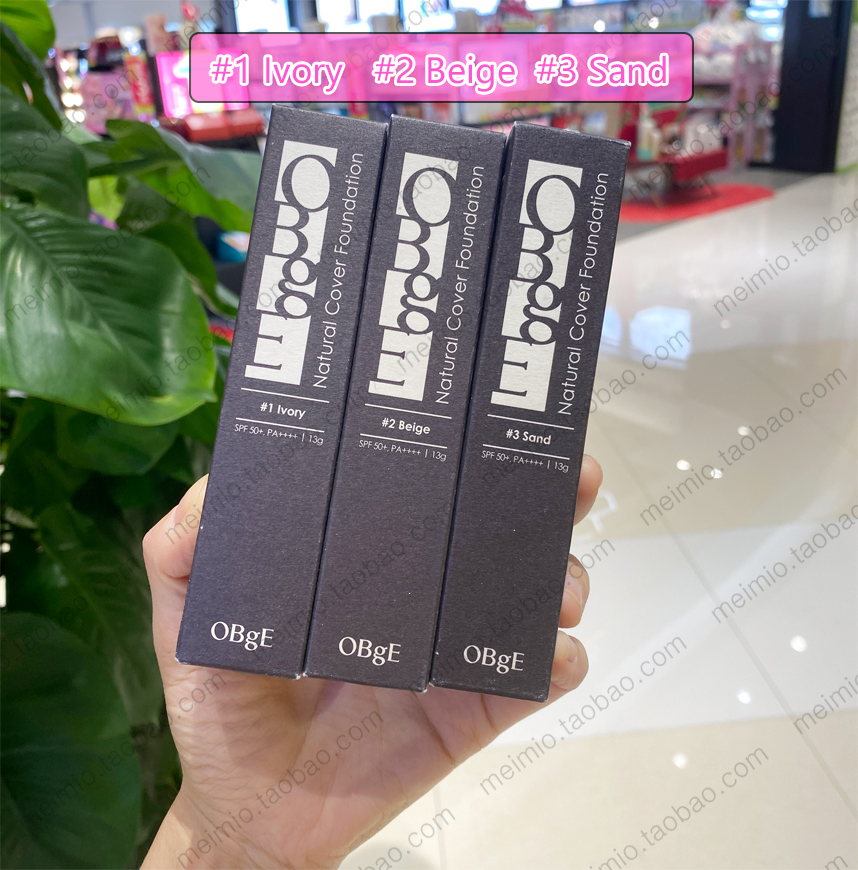 #1 Ivory #2 Beige #3 Sand
OBgE
Natural Cover Foundation
#1 Ivory
SPF 50+, PA++++ | 13g
OBgE
OBgE
Natural Cover Foundation
#2 Beige
SPF 50+, PA++++ | 13g
OBgE
OBgE
Natural Cover Foundation
#3 Sand
SPF 50+, PA++++ | 13g
OBgE
meimio.taobao.com